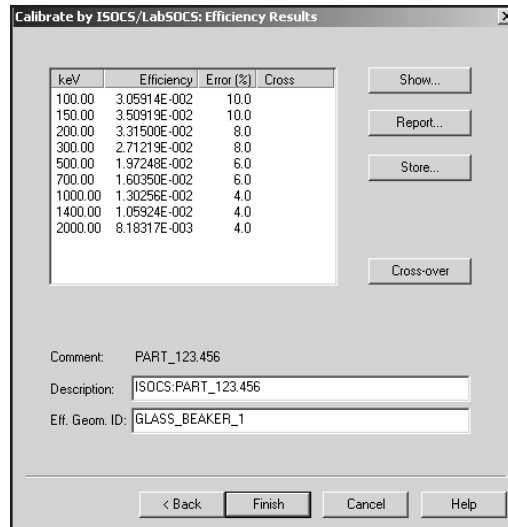 Calibrate by ISOCS/LabSOCS: Efficiency Results
keV Efficiency Error (%) Cross
100.00 3.05914E-002 10.0
150.00 3.50919E-002 10.0
200.00 3.31500E-002 8.0
300.00 2.71219E-002 8.0
500.00 1.97248E-002 6.0
700.00 1.60350E-002 6.0
1000.00 1.30256E-002 4.0
1400.00 1.05924E-002 4.0
2000.00 8.18317E-003 4.0
Show...
Report...
Store...
Cross-over
Comment: PART_123.456
Description: ISOCS:PART_123.456
Eff. Geom. ID: GLASS_BEAKER_1
< Back Finish Cancel Help